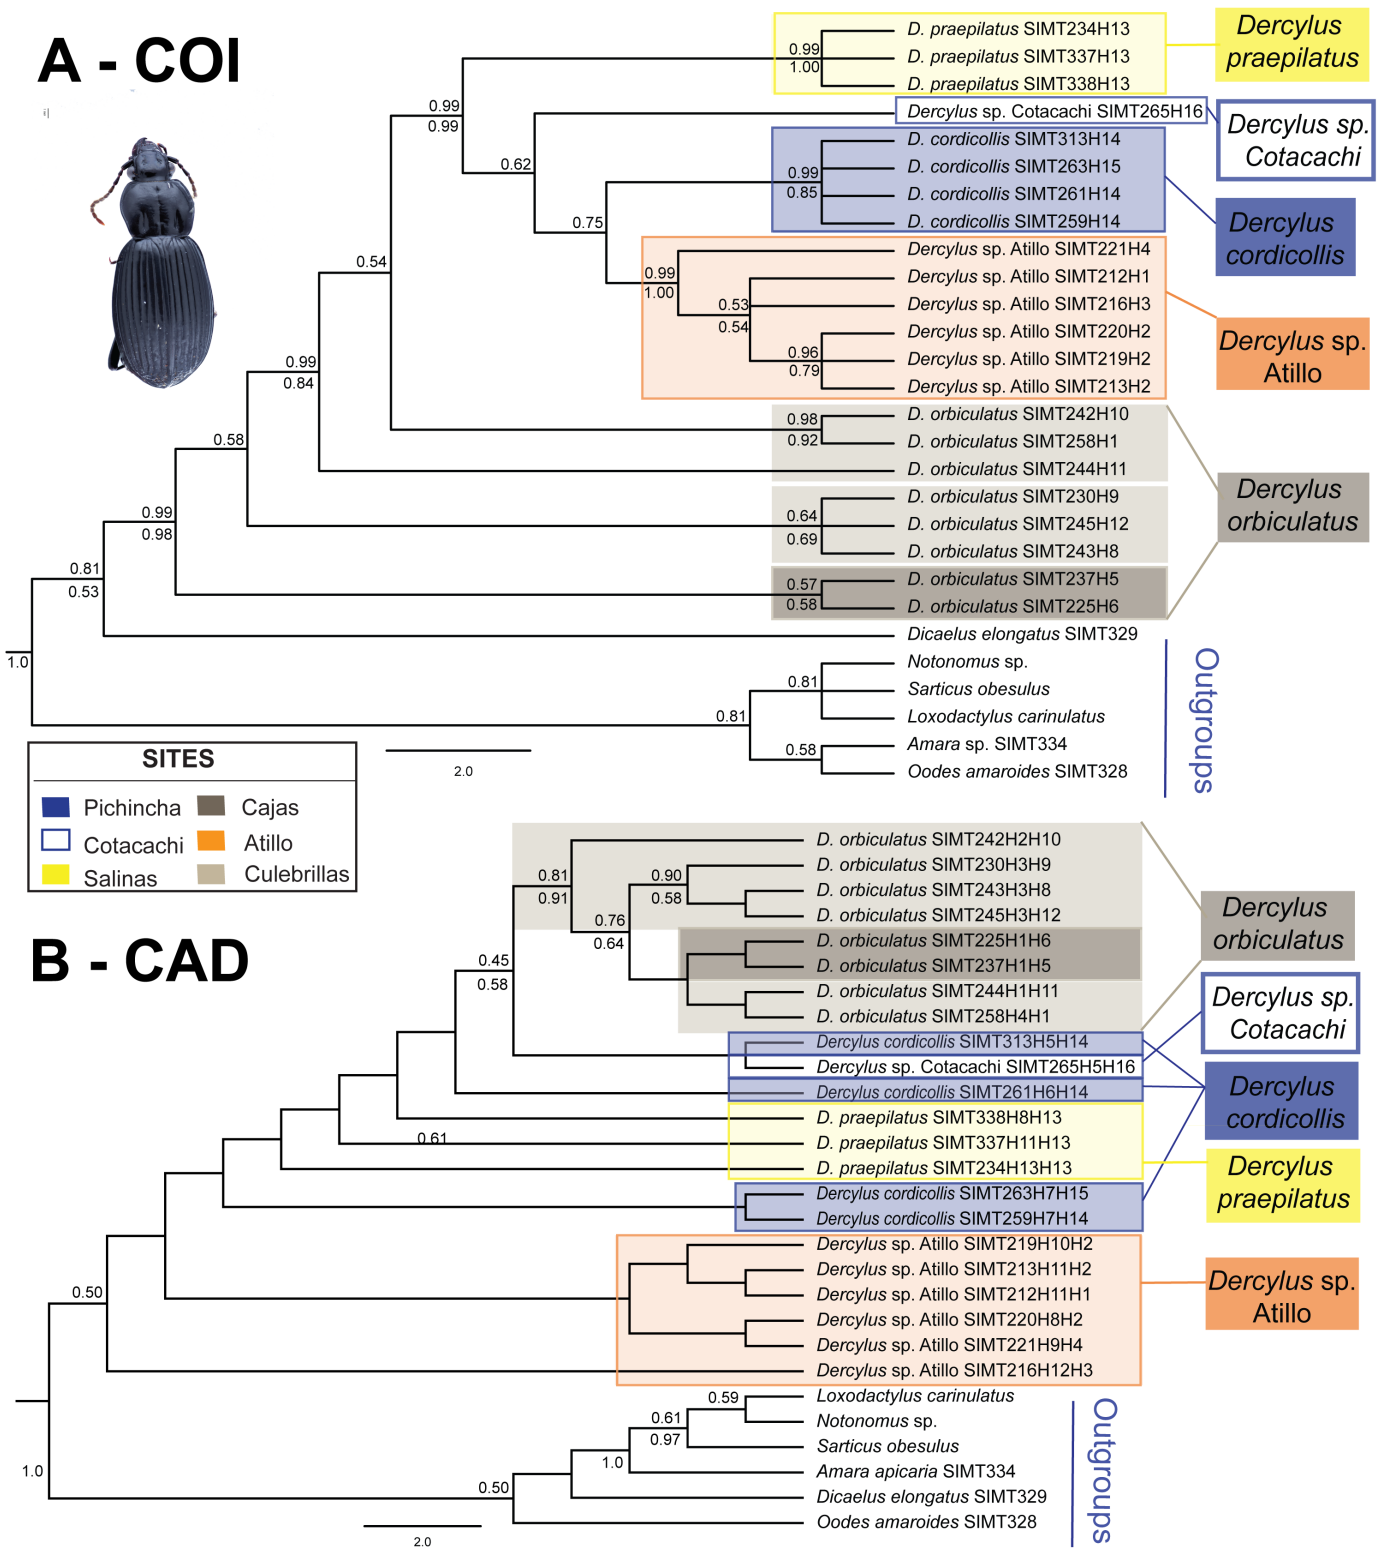 A - COI
0.99
1.00
0.99
0.99
0.62
0.99
0.85
0.75
0.54
0.99
1.00
0.53
0.54
0.96
0.79
0.99
0.84
0.98
0.92
0.58
0.64
0.69
0.99
0.98
0.57
0.58
0.81
0.53
1.0
0.81
0.81
0.58
2.0
D. praepilatus SIMT234H13
D. praepilatus SIMT337H13
D. praepilatus SIMT338H13
Dercylus sp. Cotacachi SIMT265H16
D. cordicollis SIMT313H14
D. cordicollis SIMT263H15
D. cordicollis SIMT261H14
D. cordicollis SIMT259H14
Dercylus sp. Atillo SIMT221H4
Dercylus sp. Atillo SIMT212H1
Dercylus sp. Atillo SIMT216H3
Dercylus sp. Atillo SIMT220H2
Dercylus sp. Atillo SIMT219H2
Dercylus sp. Atillo SIMT213H2
D. orbiculatus SIMT242H10
D. orbiculatus SIMT258H1
D. orbiculatus SIMT244H11
D. orbiculatus SIMT230H9
D. orbiculatus SIMT245H12
D. orbiculatus SIMT243H8
D. orbiculatus SIMT237H5
D. orbiculatus SIMT225H6
Dicaelus elongatus SIMT329
Notonomus sp.
Sarticus obesulus
Loxodactylus carinulatus
Amara sp. SIMT334
Oodes amaroides SIMT328
Dercylus
praepilatus
Dercylus sp.
Cotacachi
Dercylus
cordicollis
Dercylus sp.
Atillo
Dercylus
orbiculatus
Outgroups
SITES
Pichincha
Cajas
Cotacachi
Atillo
Salinas
Culebrillas
B - CAD
0.81
0.91
0.90
0.58
0.76
0.64
0.45
0.58
0.61
0.50
1.0
0.59
0.61
0.97
1.0
0.50
2.0
D. orbiculatus SIMT242H2H10
D. orbiculatus SIMT230H3H9
D. orbiculatus SIMT243H3H8
D. orbiculatus SIMT245H3H12
D. orbiculatus SIMT225H1H6
D. orbiculatus SIMT237H1H5
D. orbiculatus SIMT244H1H11
D. orbiculatus SIMT258H4H1
Dercylus cordicollis SIMT313H5H14
Dercylus sp. Cotacachi SIMT265H5H16
Dercylus cordicollis SIMT261H6H14
D. praepilatus SIMT338H8H13
D. praepilatus SIMT337H11H13
D. praepilatus SIMT234H13H13
Dercylus cordicollis SIMT263H7H15
Dercylus cordicollis SIMT259H7H14
Dercylus sp. Atillo SIMT219H10H2
Dercylus sp. Atillo SIMT213H11H2
Dercylus sp. Atillo SIMT212H11H1
Dercylus sp. Atillo SIMT220H8H2
Dercylus sp. Atillo SIMT221H9H4
Dercylus sp. Atillo SIMT216H12H3
Loxodactylus carinulatus
Notonomus sp.
Sarticus obesulus
Amara apicaria SIMT334
Dicaelus elongatus SIMT329
Oodes amaroides SIMT328
Dercylus
orbiculatus
Dercylus sp.
Cotacachi
Dercylus
cordicollis
Dercylus
praepilatus
Dercylus sp.
Atillo
Outgroups